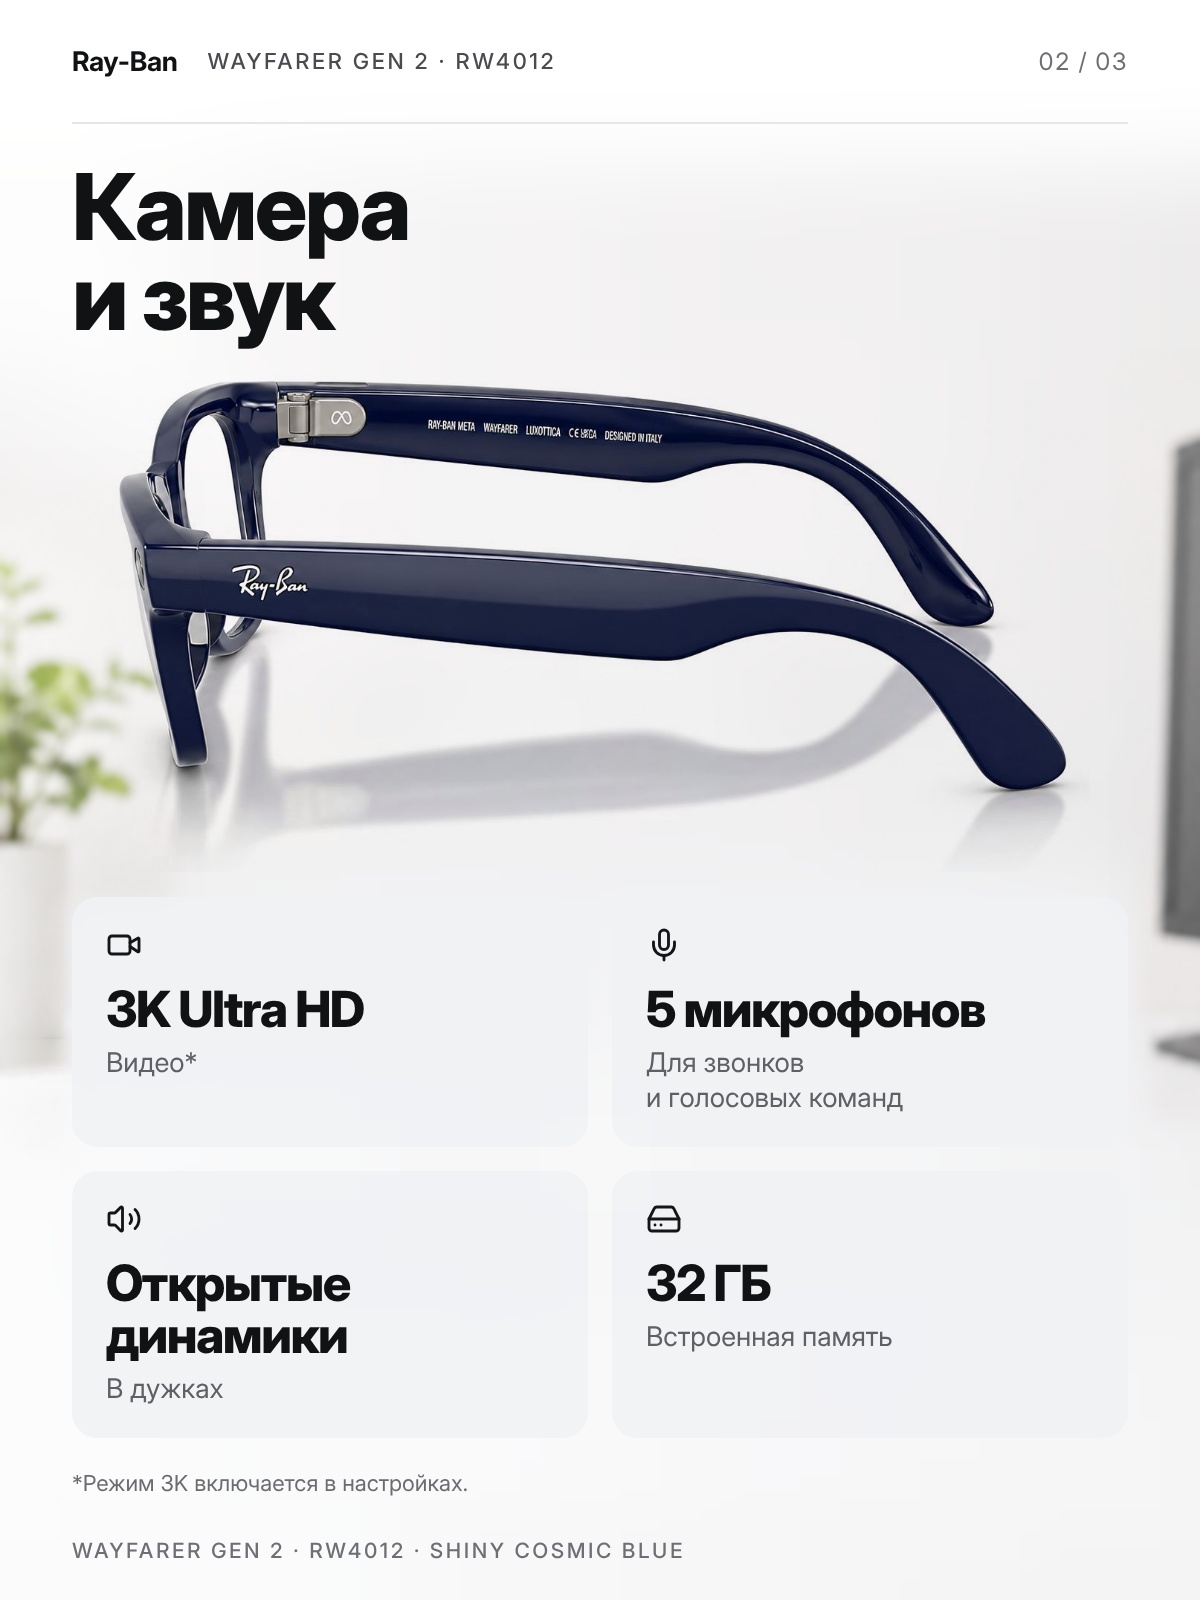 Ray-Ban WAYFARER GEN 2 · RW4012 02 / 03
Камера
и звук
RAY-BAN META WAYFARER LUXOTTICA CE DESIGNED IN ITALY
Ray-Ban
3K Ultra HD
Видео*
5 микрофонов
Для звонков
и голосовых команд
Открытые
динамики
В дужках
32 ГБ
Встроенная память
*Режим 3K включается в настройках.
WAYFARER GEN 2 · RW4012 · SHINY COSMIC BLUE